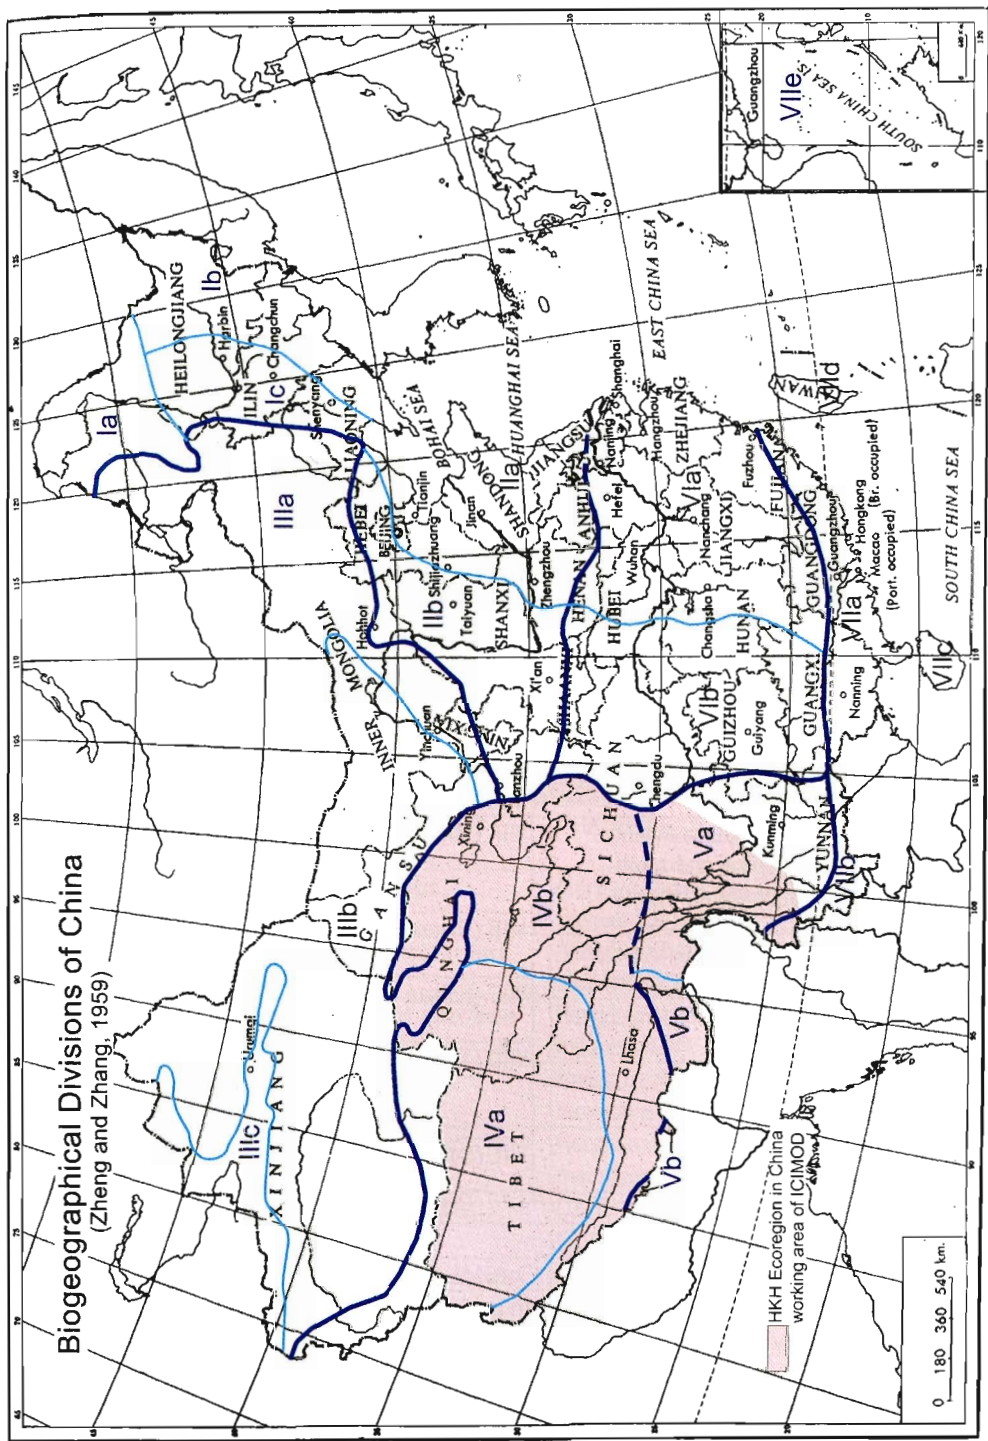 Biogeographical Divisions of China
(Zheng and Zhang, 1959)
Ia
Ib
Ic
IIa
IIb
IIIa
IIIb
IIIc
IVa
IVb
Va
Vb
Vb
VIa
VIb
VIIa
VIIb
VIIc
VIId
VIIe
HEILONGJIANG
Harbin
Changchun
JILIN
Shenyang
LIAONING
INNER MONGOLIA
Hohhot
HEBEI
BEIJING
Tianjin
BOHAI SEA
Shijiazhuang
Taiyuan
SHANXI
Jinan
SHANDONG
HUANGHAI SEA
Zhengzhou
HENAN
JIANGSU
ANHUI
Nanjing
Hefei
Shanghai
EAST CHINA SEA
Hangzhou
ZHEJIANG
HUBEI
Wuhan
Nanchang
JIANGXI
Changsha
HUNAN
Fuzhou
FUJIAN
TAIWAN
GUANGDONG
Guangzhou
Hongkong
(Br. occupied)
Macao
(Port. occupied)
SOUTH CHINA SEA
GUANGXI
Nanning
GUIZHOU
Guiyang
YUNNAN
Kunming
SICHUAN
Chengdu
SHAANXI
Xi'an
NINGXIA
Yinchuan
Lanzhou
GANSU
Xining
QINGHAI
XINJIANG
Urumqi
TIBET
Lhasa
HKH Ecoregion in China
working area of ICIMOD
0 180 360 540 km.
Guangzhou
SOUTH CHINA SEA IS.